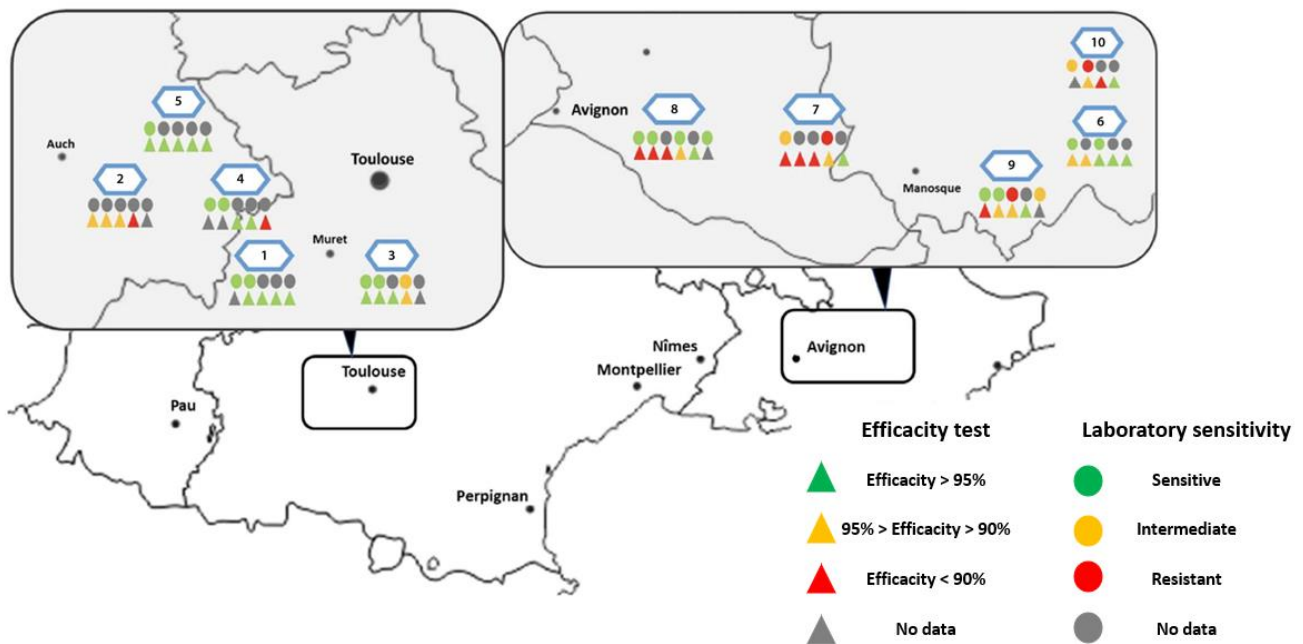 10
5
Avignon
8
7
6
Auch
Toulouse
2
4
9
Manosque
Muret
1
3
Nîmes
Avignon
Toulouse
Montpellier
Pau
Efficacity test
Laboratory sensitivity
Efficacity > 95%
Sensitive
Perpignan
95% > Efficacity > 90%
Intermediate
Efficacity < 90%
Resistant
No data
No data